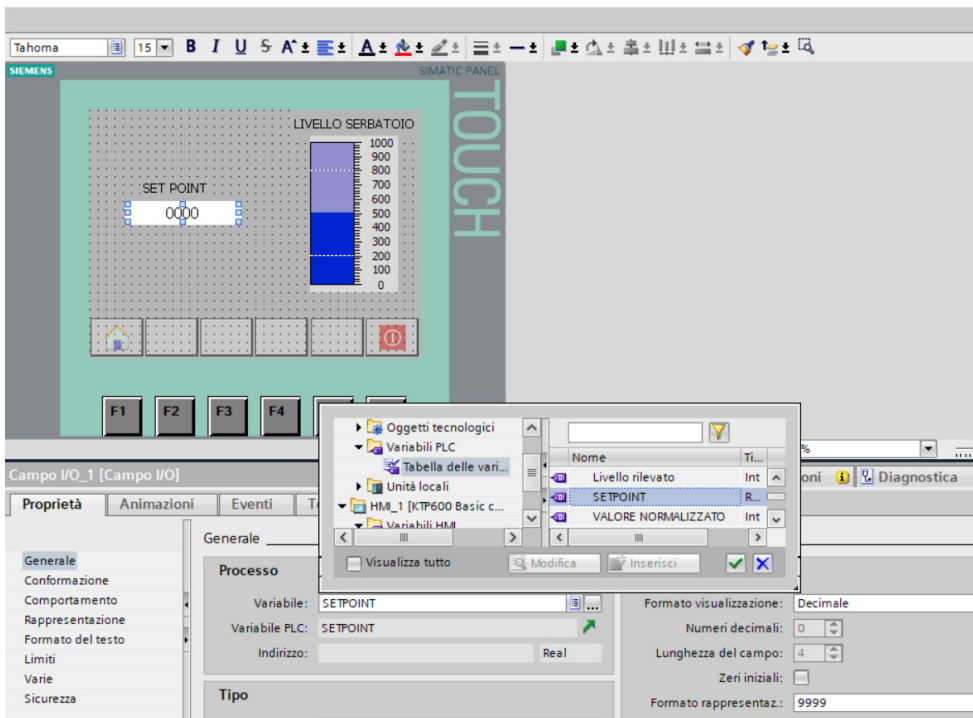 Tahoma 15 B I U S A
SIEMENS SIMATIC PANEL
TOUCH
LIVELLO SERBATOIO
1000
900
800
700
600
500
400
300
200
100
0
SET POINT
0000
F1 F2 F3 F4
Oggetti tecnologici
Variabili PLC
Tabella delle vari...
Unità locali
HMI_1 [KTP600 Basic c...
Variabili HMI
Nome Ti...
Livello rilevato Int
SETPOINT R...
VALORE NORMALIZZATO Int
Visualizza tutto
Modifica
Inserisci
%
Campo I/O_1 [Campo I/O]
oni Diagnostica
Proprietà Animazioni Eventi
Generale
Conformazione
Comportamento
Rappresentazione
Formato del testo
Limiti
Varie
Sicurezza
Generale
Processo
Variabile: SETPOINT
Variabile PLC: SETPOINT
Indirizzo: Real
Tipo
Formato visualizzazione: Decimale
Numeri decimali: 0
Lunghezza del campo: 4
Zeri iniziali:
Formato rappresentaz.: 9999